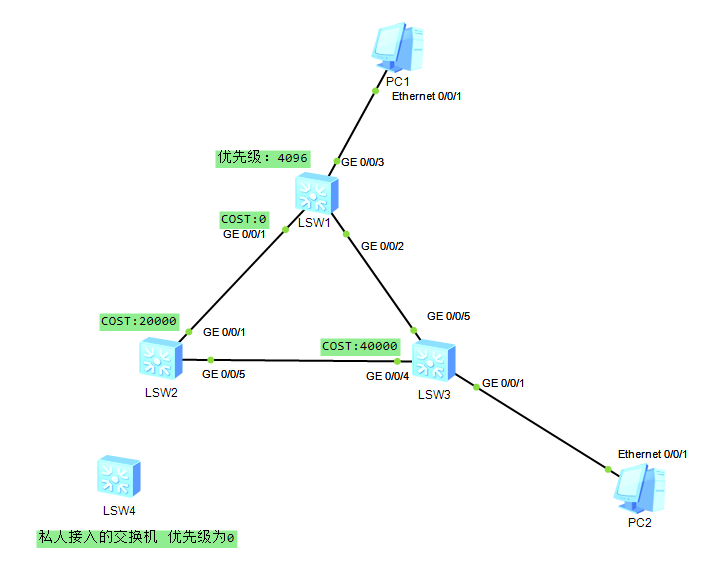 PC1
Ethernet 0/0/1
优先级: 4096
GE 0/0/3
COST:0
LSW1
GE 0/0/1
GE 0/0/2
COST:20000
GE 0/0/5
GE 0/0/1
COST:40000
GE 0/0/5
GE 0/0/4
GE 0/0/1
LSW2
LSW3
Ethernet 0/0/1
LSW4
PC2
私人接入的交换机 优先级为0